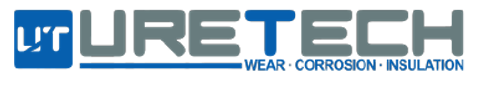 UT URETECH
WEAR · CORROSION · INSULATION